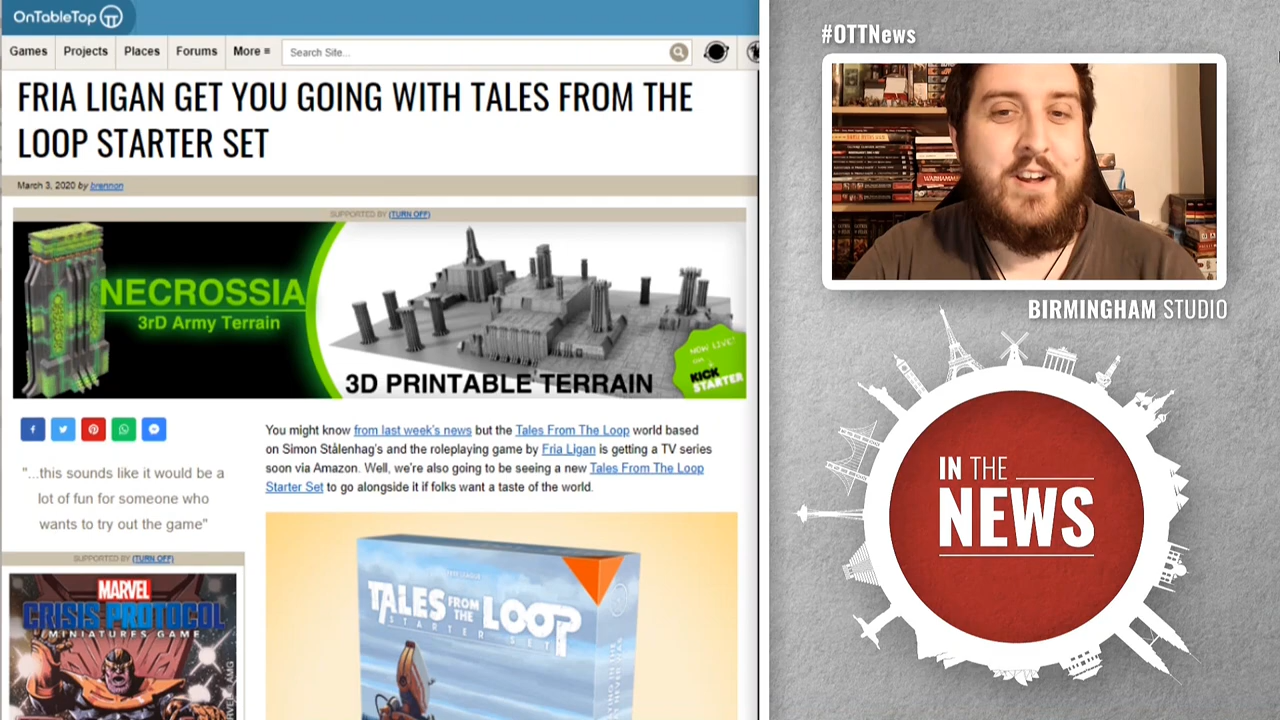 OnTableTop
Games
Projects
Places
Forums
More ≡
Search Site...
FRIA LIGAN GET YOU GOING WITH TALES FROM THE
LOOP STARTER SET
March 3, 2020 by brennon
SUPPORTED BY (TURN OFF)
NECROSSIA
3rD Army Terrain
3D PRINTABLE TERRAIN
NOW LIVE!
ON
KICK
STARTER
"...this sounds like it would be a
lot of fun for someone who
wants to try out the game"
SUPPORTED BY (TURN OFF)
MARVEL
CRISIS PROTOCOL
MINIATURES GAME
You might know from last week's news but the Tales From The Loop world based
on Simon Stålenhag's and the roleplaying game by Fria Ligan is getting a TV series
soon via Amazon. Well, we're also going to be seeing a new Tales From The Loop
Starter Set to go alongside it if folks want a taste of the world.
TALES FROM THE LOOP
STARTER SET
#OTTNews
WARHAMMER
BIRMINGHAM STUDIO
IN THE
NEWS